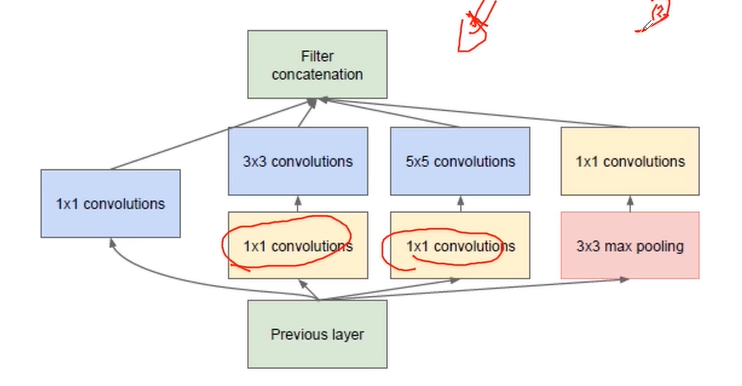 Filter
concatenation
3x3 convolutions
5x5 convolutions
1x1 convolutions
1x1 convolutions
1x1 convolutions
1x1 convolutions
3x3 max pooling
Previous layer